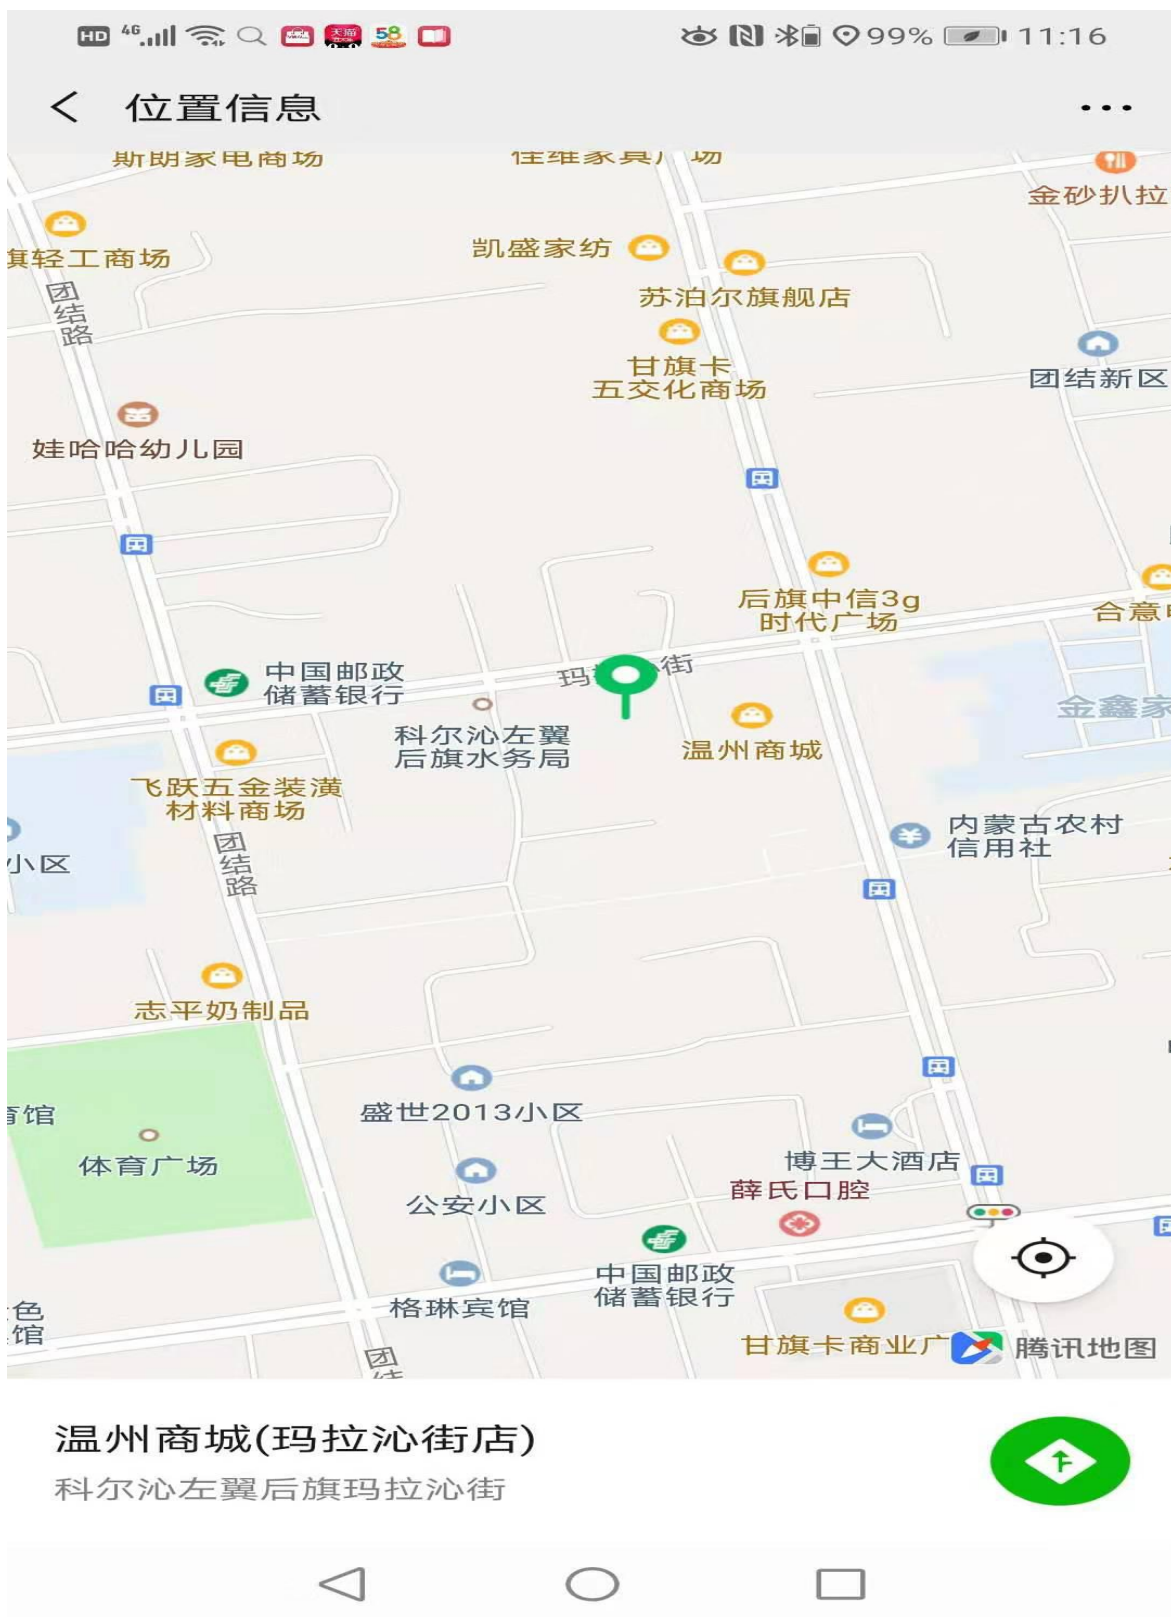 HD 4G 天猫 58 99% 11:16
位置信息
斯朗家电商场
佳维家具广场
金砂扒拉
旗轻工商场
凯盛家纺
苏泊尔旗舰店
团结路
甘旗卡
五交化商场
团结新区
娃哈哈幼儿园
后旗中信3g
时代广场
合意
中国邮政
储蓄银行
玛拉沁街
科尔沁左翼
后旗水务局
温州商城
金鑫家
飞跃五金装潢
材料商场
内蒙古农村
信用社
小区
团结路
志平奶制品
育馆
盛世2013小区
体育广场
博王大酒店
薛氏口腔
公安小区
中国邮政
储蓄银行
格琳宾馆
色
馆
甘旗卡商业广
腾讯地图
团结
温州商城(玛拉沁街店)
科尔沁左翼后旗玛拉沁街